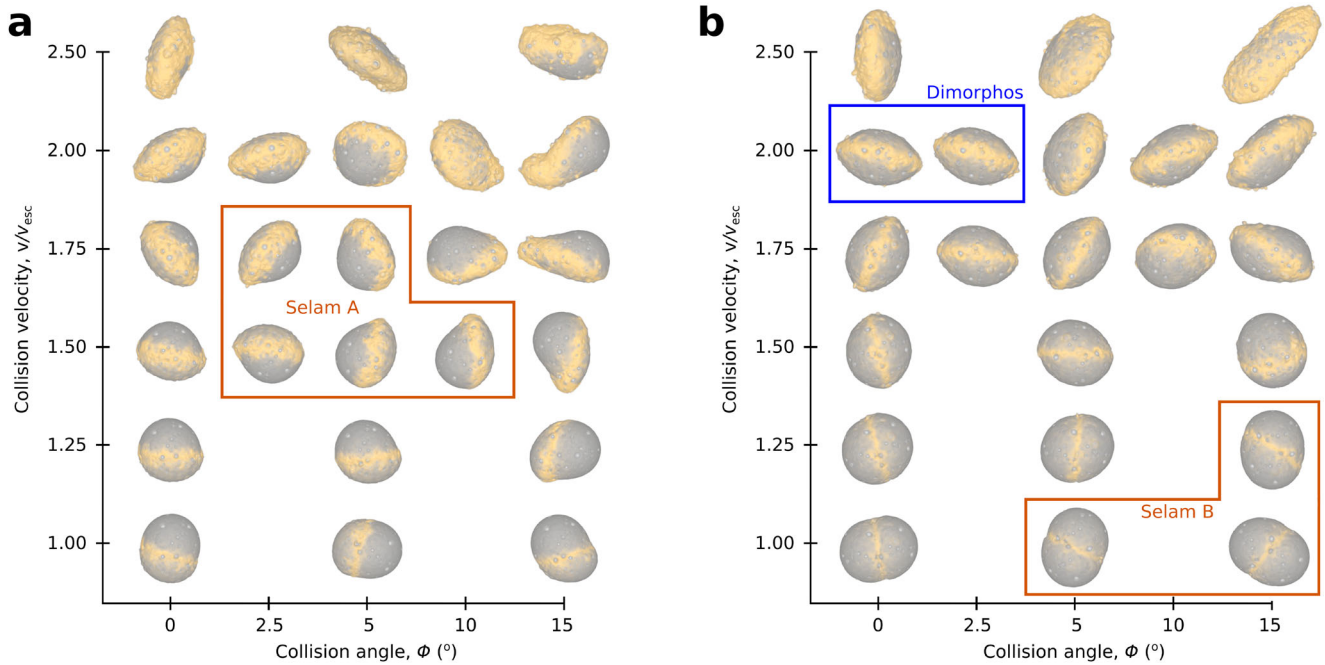 a
2.50
2.00
1.75
1.50
1.25
1.00
Collision velocity, v/vesc
Selam A
0
2.5
5
10
15
Collision angle, Φ (º)
b
2.50
2.00
1.75
1.50
1.25
1.00
Collision velocity, v/vesc
Dimorphos
Selam B
0
2.5
5
10
15
Collision angle, Φ (º)